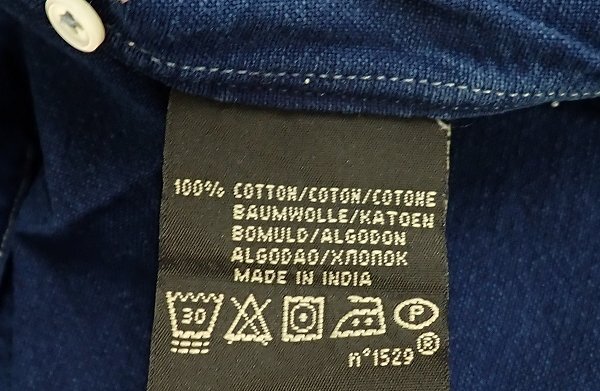 100% COTTON/COTON/COTONE
BAUMWOLLE/KATOEN
BOMULD/ALGODON
ALGODAO/ХЛОПОК
MADE IN INDIA
30 P
n°1529®